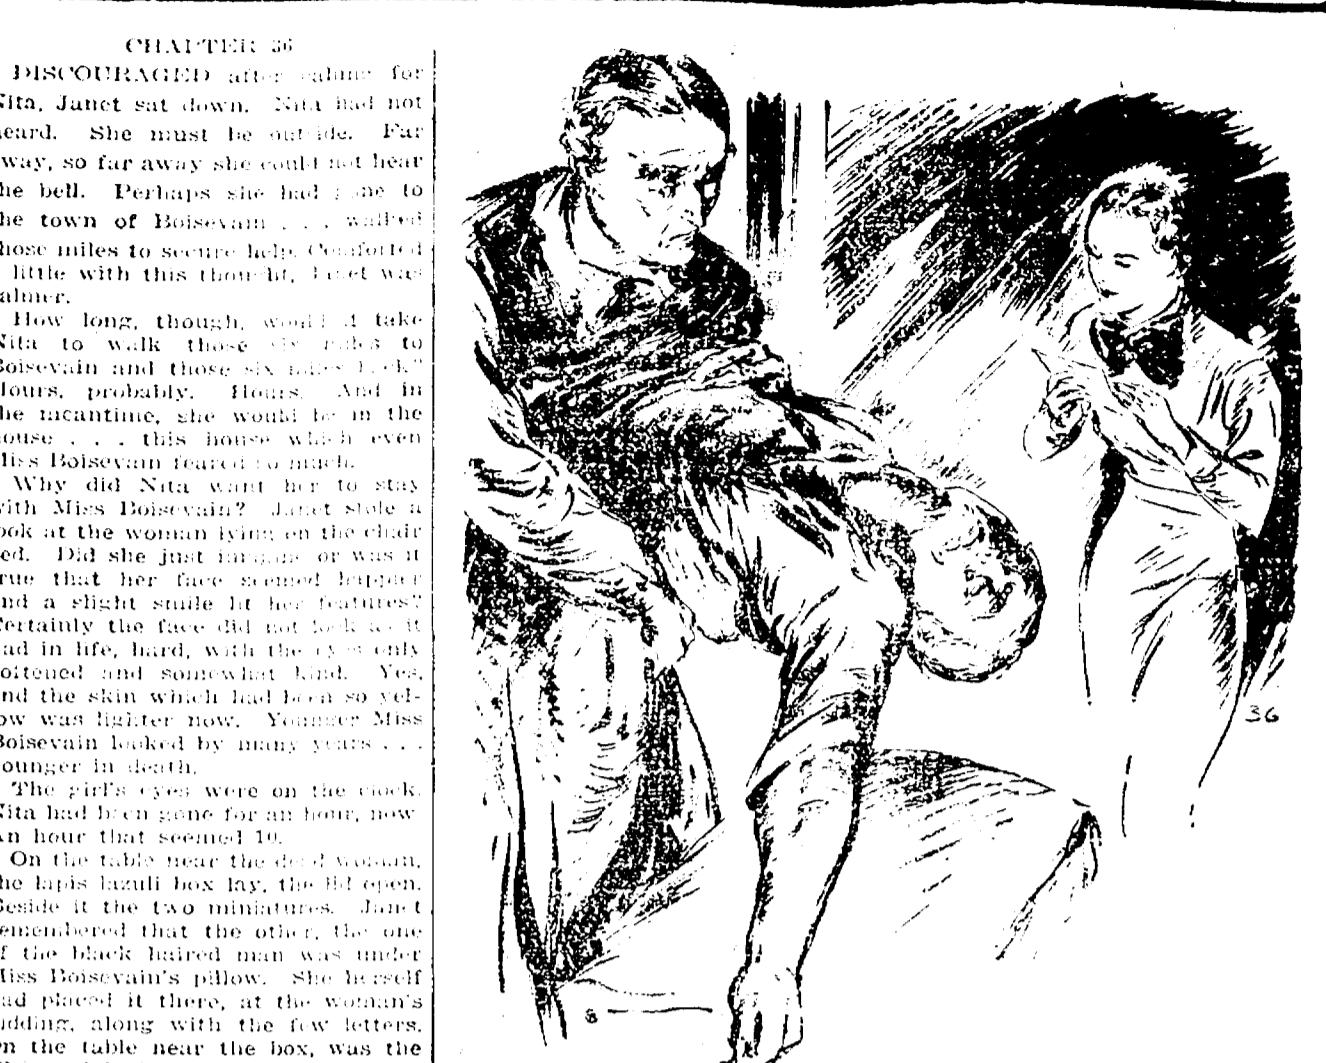 CHAPTER 36
DISCOURAGED after calling for
Nita, Janet sat down. Nita had not
heard. She must be outside. Far
away, so far away she could not hear
the bell. Perhaps she had gone to
the town of Boisevain . . . walked
those miles to secure help. Comforted
little with this thought, Janet was
calmer.
How long, though, would it take
Nita to walk those six miles to
Boisevain and those six miles back?
Hours, probably. Hours. And in
the meantime, she would be in the
house . . . this house which even
Miss Boisevain feared so much.
Why did Nita want her to stay
with Miss Boisevain? Janet stole a
look at the woman lying on the chair
bed. Did she just imagine or was it
true that her face seemed happier
and a slight smile lit her features?
Certainly the face did not look as it
had in life, hard, with the eyes only
softened and somewhat kind. Yes,
and the skin which had been so yel-
low was lighter now. Younger Miss
Boisevain looked by many years . . .
younger in death.
The girl's eyes were on the clock.
Nita had been gone for an hour, now
An hour that seemed 10.
On the table near the dead woman,
the lapis lazuli box lay, the lid open.
Beside it the two miniatures. Janet
remembered that the other, the one
of the black haired man was under
Miss Boisevain's pillow. She herself
had placed it there, at the woman's
bidding, along with the few letters.
On the table near the box, was the
36
8